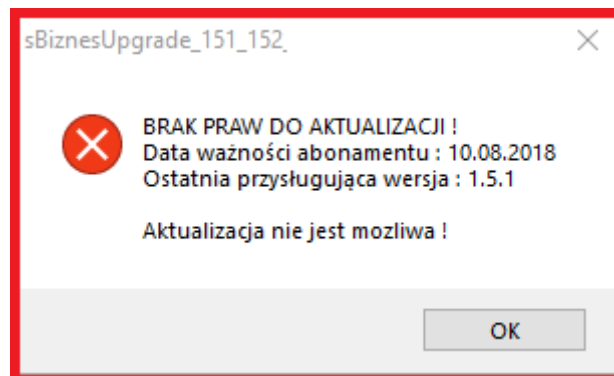 sBiznesUpgrade_151_152_
BRAK PRAW DO AKTUALIZACJI !
Data ważności abonamentu : 10.08.2018
Ostatnia przysługująca wersja : 1.5.1
Aktualizacja nie jest mozliwa !
OK